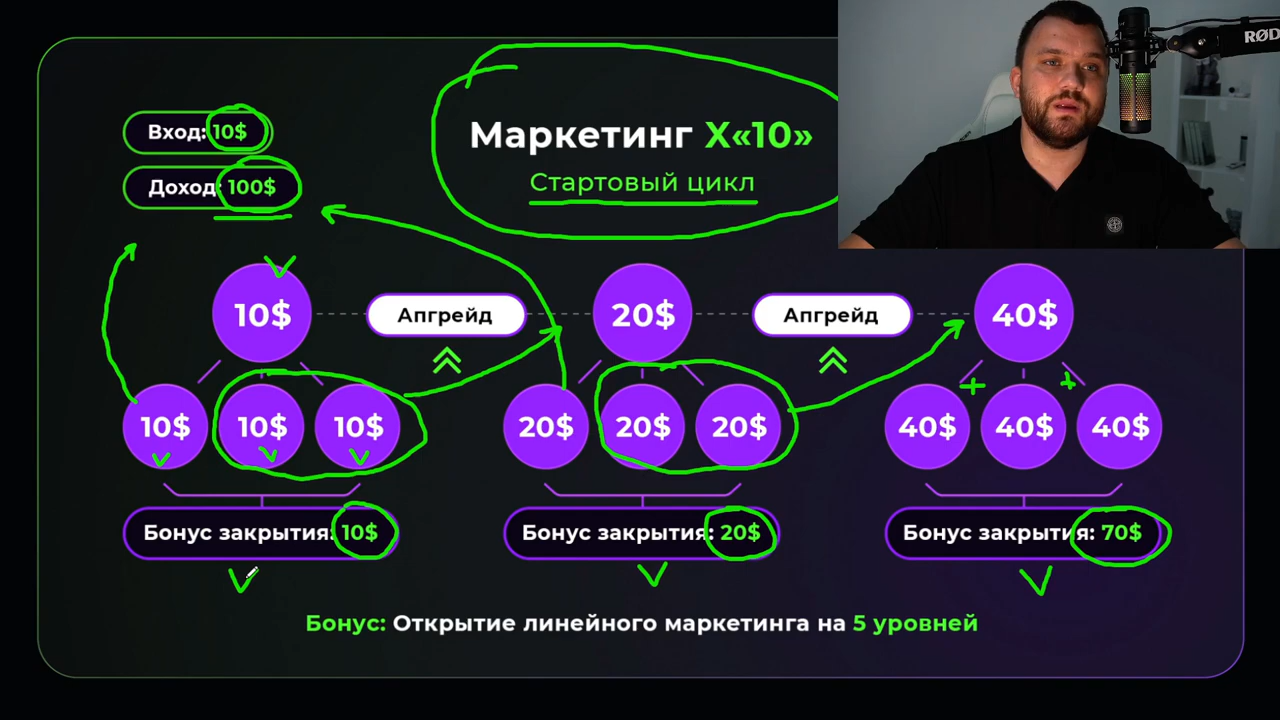 RØD
Вход: 10$
Доход: 100$
Маркетинг X«10»
Стартовый цикл
10$
Апгрейд
20$
Апгрейд
40$
10$ 10$ 10$
20$ 20$ 20$
40$ 40$ 40$
Бонус закрытия: 10$
Бонус закрытия: 20$
Бонус закрытия: 70$
Бонус: Открытие линейного маркетинга на 5 уровней